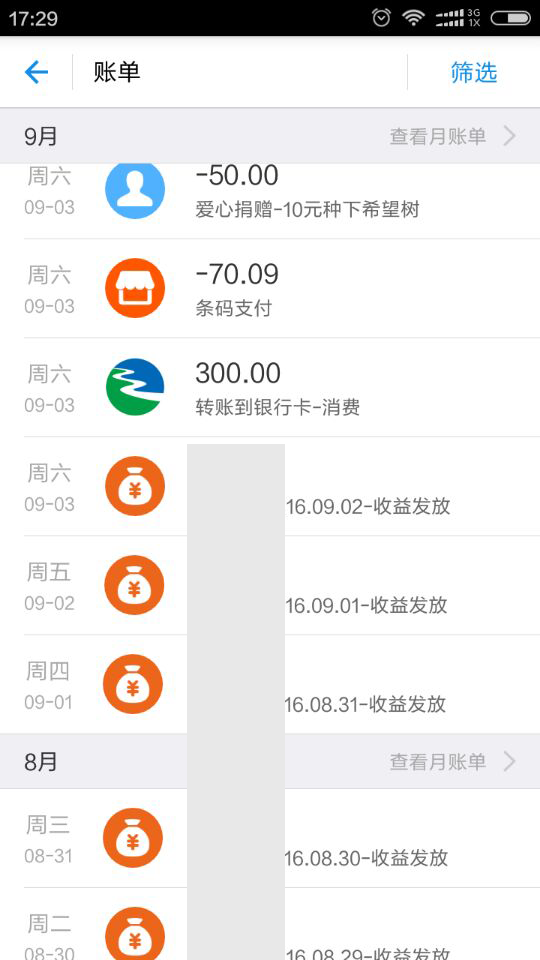 17:29
3G
1X
账单
筛选
9月
查看月账单
周六
-50.00
09-03
爱心捐赠-10元种下希望树
周六
-70.09
09-03
条码支付
周六
300.00
09-03
转账到银行卡-消费
周六
09-03
16.09.02-收益发放
周五
09-02
16.09.01-收益发放
周四
09-01
16.08.31-收益发放
8月
查看月账单
周三
08-31
16.08.30-收益发放
周二
08-30
16.08.29-收益发放